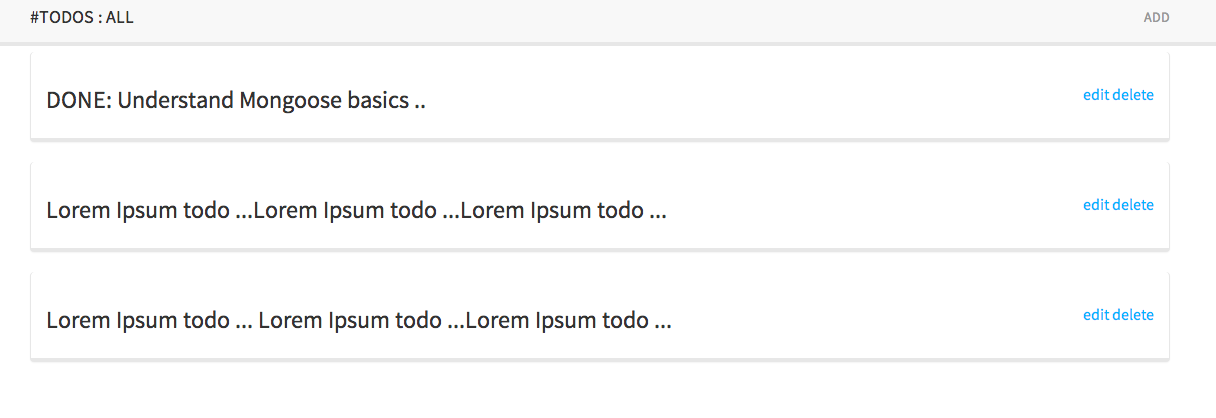 #TODOS : ALL ADD
DONE: Understand Mongoose basics .. edit delete
Lorem Ipsum todo ...Lorem Ipsum todo ...Lorem Ipsum todo ... edit delete
Lorem Ipsum todo ... Lorem Ipsum todo ...Lorem Ipsum todo ... edit delete